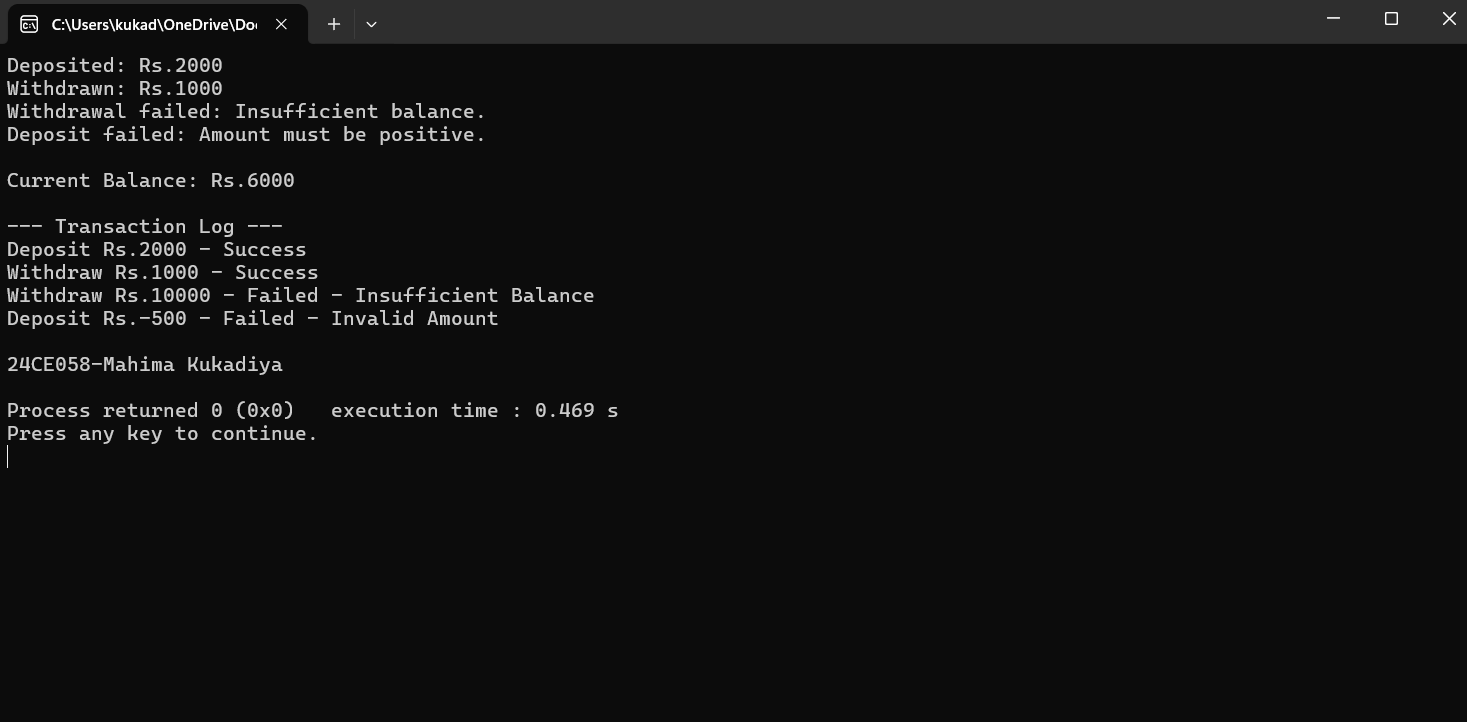 C:\Users\kukad\OneDrive\Do
Deposited: Rs.2000
Withdrawn: Rs.1000
Withdrawal failed: Insufficient balance.
Deposit failed: Amount must be positive.
Current Balance: Rs.6000
--- Transaction Log ---
Deposit Rs.2000 - Success
Withdraw Rs.1000 - Success
Withdraw Rs.10000 - Failed - Insufficient Balance
Deposit Rs.-500 - Failed - Invalid Amount
24CE058-Mahima Kukadiya
Process returned 0 (0x0)   execution time : 0.469 s
Press any key to continue.